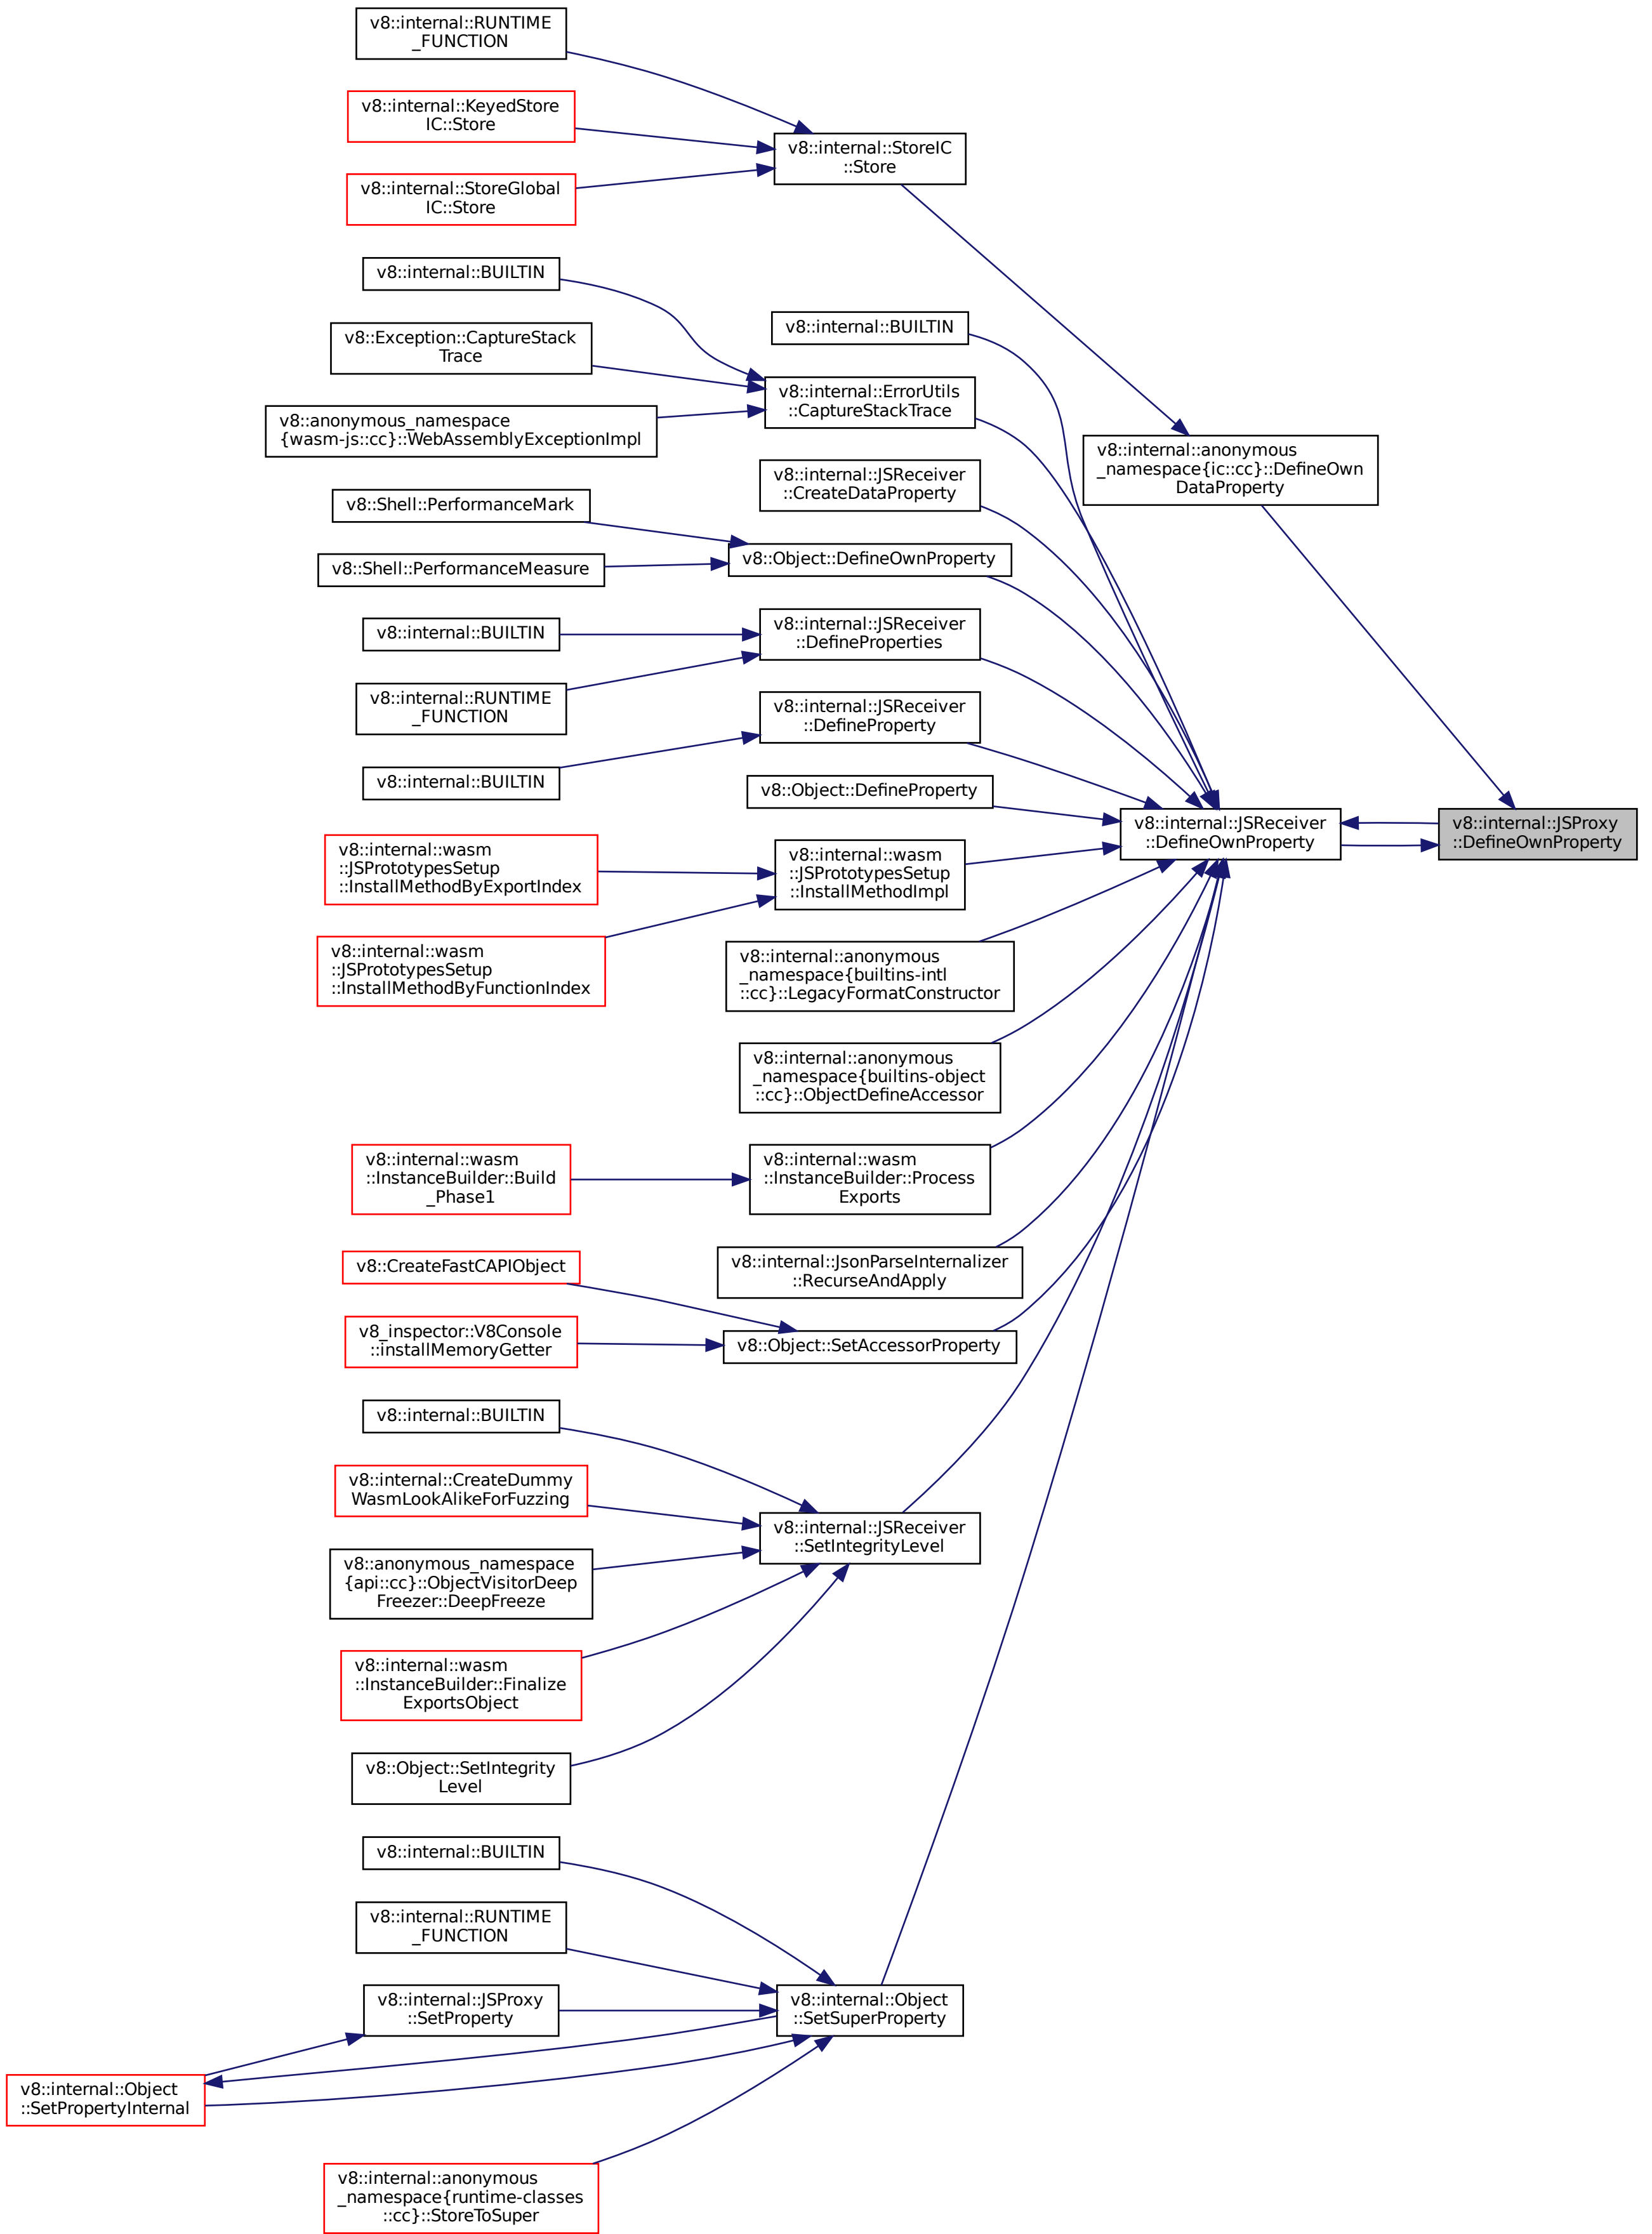 v8::internal::RUNTIME
_FUNCTION
v8::internal::KeyedStore
IC::Store
v8::internal::StoreIC
::Store
v8::internal::StoreGlobal
IC::Store
v8::internal::BUILTIN
v8::internal::BUILTIN
v8::Exception::CaptureStack
Trace
v8::internal::ErrorUtils
::CaptureStackTrace
v8::anonymous_namespace
{wasm-js::cc}::WebAssemblyExceptionImpl
v8::internal::anonymous
_namespace{ic::cc}::DefineOwn
DataProperty
v8::internal::JSReceiver
::CreateDataProperty
v8::Shell::PerformanceMark
v8::Object::DefineOwnProperty
v8::Shell::PerformanceMeasure
v8::internal::BUILTIN
v8::internal::JSReceiver
::DefineProperties
v8::internal::RUNTIME
_FUNCTION
v8::internal::JSReceiver
::DefineProperty
v8::internal::BUILTIN
v8::Object::DefineProperty
v8::internal::JSReceiver
::DefineOwnProperty
v8::internal::JSProxy
::DefineOwnProperty
v8::internal::wasm
::JSPrototypesSetup
::InstallMethodByExportIndex
v8::internal::wasm
::JSPrototypesSetup
::InstallMethodImpl
v8::internal::wasm
::JSPrototypesSetup
::InstallMethodByFunctionIndex
v8::internal::anonymous
_namespace{builtins-intl
::cc}::LegacyFormatConstructor
v8::internal::anonymous
_namespace{builtins-object
::cc}::ObjectDefineAccessor
v8::internal::wasm
::InstanceBuilder::Build
_Phase1
v8::internal::wasm
::InstanceBuilder::Process
Exports
v8::internal::JsonParseInternalizer
::RecurseAndApply
v8::CreateFastCAPIObject
v8_inspector::V8Console
::installMemoryGetter
v8::Object::SetAccessorProperty
v8::internal::BUILTIN
v8::internal::CreateDummy
WasmLookAlikeForFuzzing
v8::internal::JSReceiver
::SetIntegrityLevel
v8::anonymous_namespace
{api::cc}::ObjectVisitorDeep
Freezer::DeepFreeze
v8::internal::wasm
::InstanceBuilder::Finalize
ExportsObject
v8::Object::SetIntegrity
Level
v8::internal::BUILTIN
v8::internal::RUNTIME
_FUNCTION
v8::internal::JSProxy
::SetProperty
v8::internal::Object
::SetSuperProperty
v8::internal::Object
::SetPropertyInternal
v8::internal::anonymous
_namespace{runtime-classes
::cc}::StoreToSuper